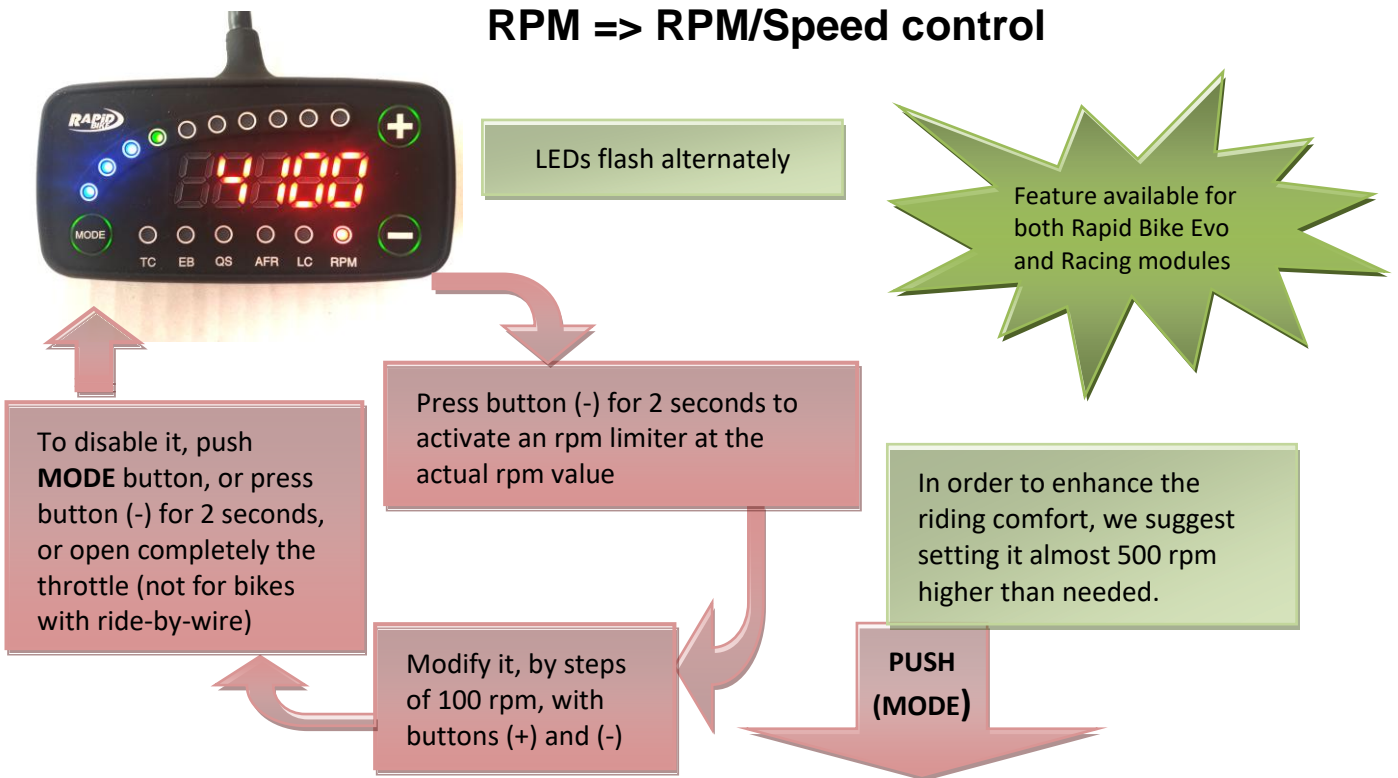 RPM => RPM/Speed control
RAPID
BIKE
4100
MODE
TC EB QS AFR LC RPM
LEDs flash alternately
Feature available for
both Rapid Bike Evo
and Racing modules
Press button (-) for 2 seconds to
activate an rpm limiter at the
actual rpm value
To disable it, push
MODE button, or press
button (-) for 2 seconds,
or open completely the
throttle (not for bikes
with ride-by-wire)
In order to enhance the
riding comfort, we suggest
setting it almost 500 rpm
higher than needed.
Modify it, by steps
of 100 rpm, with
buttons (+) and (-)
PUSH
(MODE)